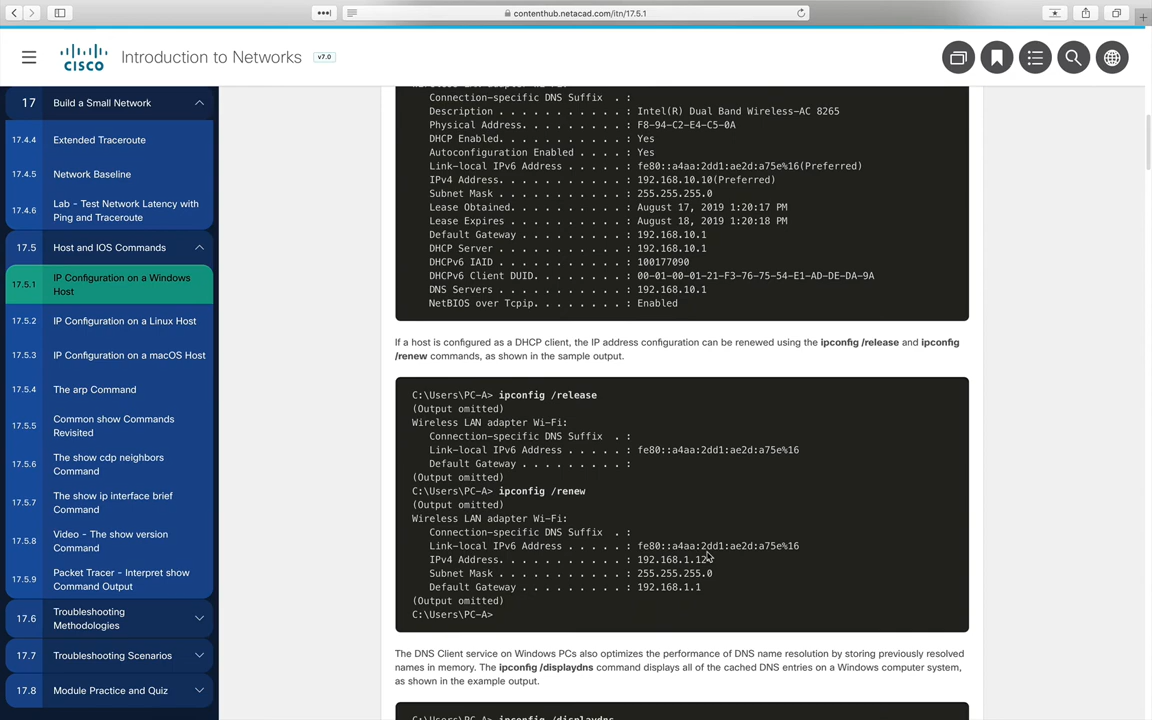 contenthub.netacad.com/itn/17.5.1
CISCO
Introduction to Networks
v7.0
17 Build a Small Network
17.4.4 Extended Traceroute
17.4.5 Network Baseline
17.4.6 Lab - Test Network Latency with
Ping and Traceroute
17.5 Host and IOS Commands
17.5.1 IP Configuration on a Windows
Host
17.5.2 IP Configuration on a Linux Host
17.5.3 IP Configuration on a macOS Host
17.5.4 The arp Command
17.5.5 Common show Commands
Revisited
17.5.6 The show cdp neighbors
Command
17.5.7 The show ip interface brief
Command
17.5.8 Video - The show version
Command
17.5.9 Packet Tracer - Interpret show
Command Output
17.6 Troubleshooting
Methodologies
17.7 Troubleshooting Scenarios
17.8 Module Practice and Quiz
Connection-specific DNS Suffix . :
Description . . . . . . . . . . . : Intel(R) Dual Band Wireless-AC 8265
Physical Address. . . . . . . . . : F8-94-C2-E4-C5-0A
DHCP Enabled. . . . . . . . . . . : Yes
Autoconfiguration Enabled . . . . : Yes
Link-local IPv6 Address . . . . . : fe80::a4aa:2dd1:ae2d:a75e%16(Preferred)
IPv4 Address. . . . . . . . . . . : 192.168.10.10(Preferred)
Subnet Mask . . . . . . . . . . . : 255.255.255.0
Lease Obtained. . . . . . . . . . : August 17, 2019 1:20:17 PM
Lease Expires . . . . . . . . . . : August 18, 2019 1:20:18 PM
Default Gateway . . . . . . . . . : 192.168.10.1
DHCP Server . . . . . . . . . . . : 192.168.10.1
DHCPv6 IAID . . . . . . . . . . . : 100177090
DHCPv6 Client DUID. . . . . . . . : 00-01-00-01-21-F3-76-75-54-E1-AD-DE-DA-9A
DNS Servers . . . . . . . . . . . : 192.168.10.1
NetBIOS over Tcpip. . . . . . . . : Enabled
If a host is configured as a DHCP client, the IP address configuration can be renewed using the ipconfig /release and ipconfig
/renew commands, as shown in the sample output.
C:\Users\PC-A> ipconfig /release
(Output omitted)
Wireless LAN adapter Wi-Fi:
Connection-specific DNS Suffix . :
Link-local IPv6 Address . . . . . : fe80::a4aa:2dd1:ae2d:a75e%16
Default Gateway . . . . . . . . . :
(Output omitted)
C:\Users\PC-A> ipconfig /renew
(Output omitted)
Wireless LAN adapter Wi-Fi:
Connection-specific DNS Suffix . :
Link-local IPv6 Address . . . . . : fe80::a4aa:2dd1:ae2d:a75e%16
IPv4 Address. . . . . . . . . . . :
Subnet Mask . . . . . . . . . . . : 255.255.255.0
Default Gateway . . . . . . . . . : 192.168.1.1
(Output omitted)
C:\Users\PC-A>
The DNS Client service on Windows PCs also optimizes the performance of DNS name resolution by storing previously resolved
names in memory. The ipconfig /displaydns command displays all of the cached DNS entries on a Windows computer system,
as shown in the example output.
C:\Users\PC-A> ipconfig /displaydns